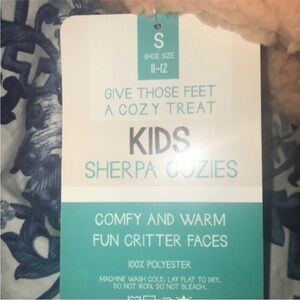 S
SHOE SIZE
11-12
GIVE THOSE FEET
A COZY TREAT
KIDS
SHERPA COZIES
COMFY AND WARM
FUN CRITTER FACES
100% POLYESTER
MACHINE WASH COLD, LAY FLAT TO DRY,
DO NOT IRON, DO NOT BLEACH.